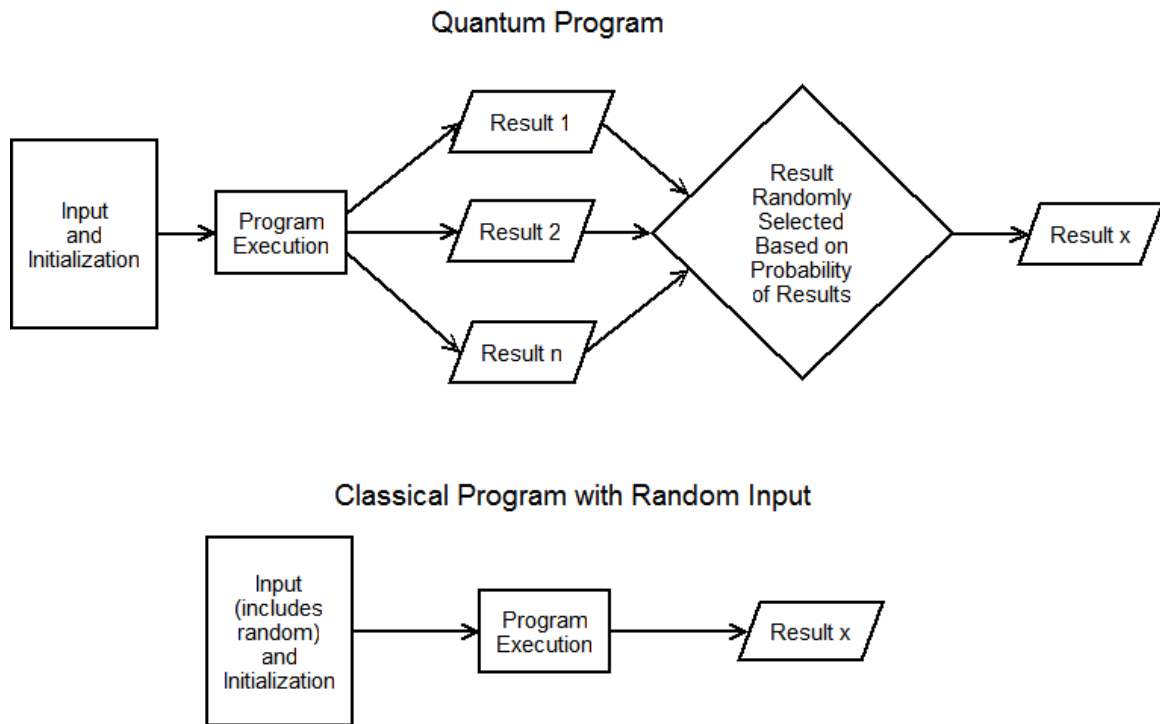 Quantum Program
Input
and
Initialization
Program
Execution
Result 1
Result 2
Result n
Result
Randomly
Selected
Based on
Probability
of Results
Result x
Classical Program with Random Input
Input
(includes
random)
and
Initialization
Program
Execution
Result x